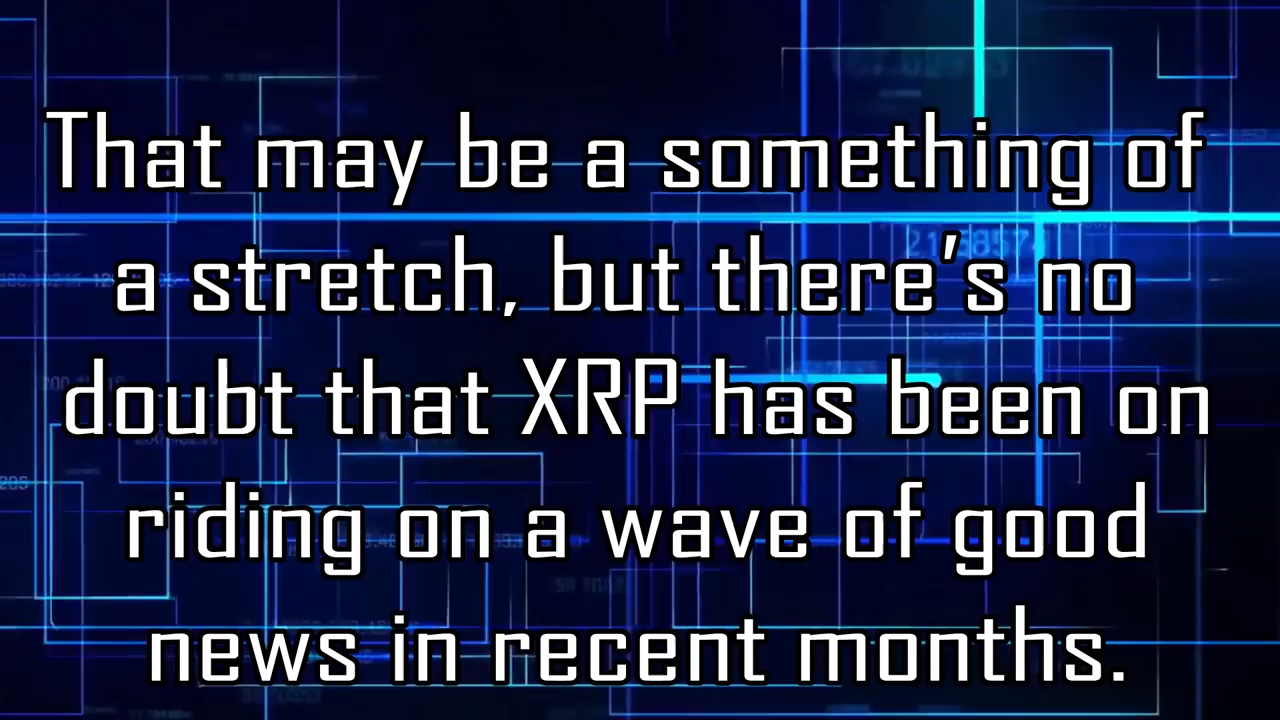 That may be a something of
a stretch, but there's no
doubt that XRP has been on
riding on a wave of good
news in recent months.